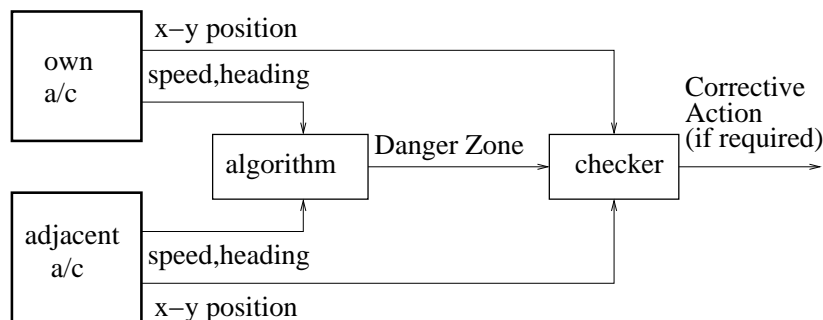 x−y position
own
a/c
speed,heading
Corrective
Action
(if required)
algorithm
Danger Zone
checker
adjacent
a/c
speed,heading
x−y position